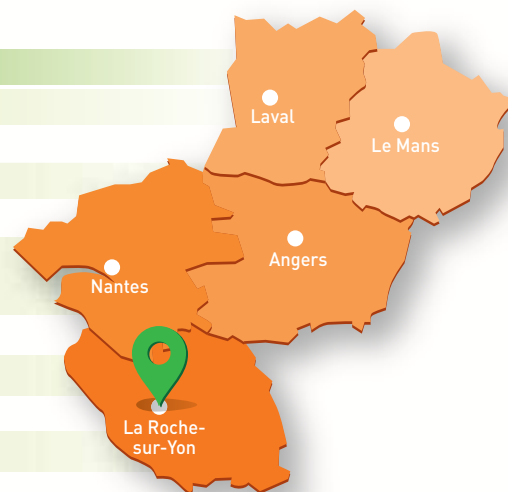 Laval
Le Mans
Angers
Nantes
La Roche-
sur-Yon